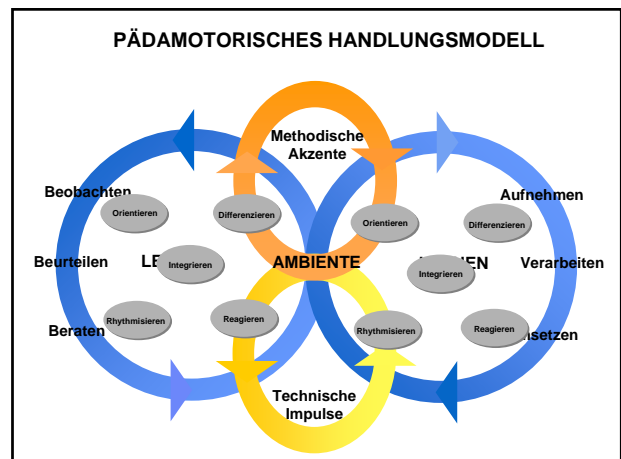 PÄDAMOTORISCHES HANDLUNGSMODELL
Methodische
Akzente
Beobachten
Aufnehmen
Orientieren
Differenzieren
Orientieren
Differenzieren
Beurteilen
Integrieren
AMBIENTE
Integrieren
Verarbeiten
Beraten
Rhythmisieren
Reagieren
Rhythmisieren
Reagieren
Technische
Impulse